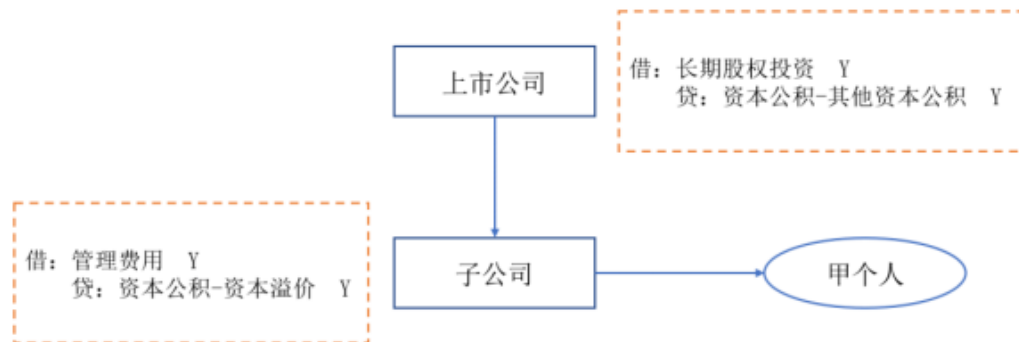 上市公司
借：长期股权投资 Y
贷：资本公积-其他资本公积 Y
借：管理费用 Y
贷：资本公积-资本溢价 Y
子公司
甲个人